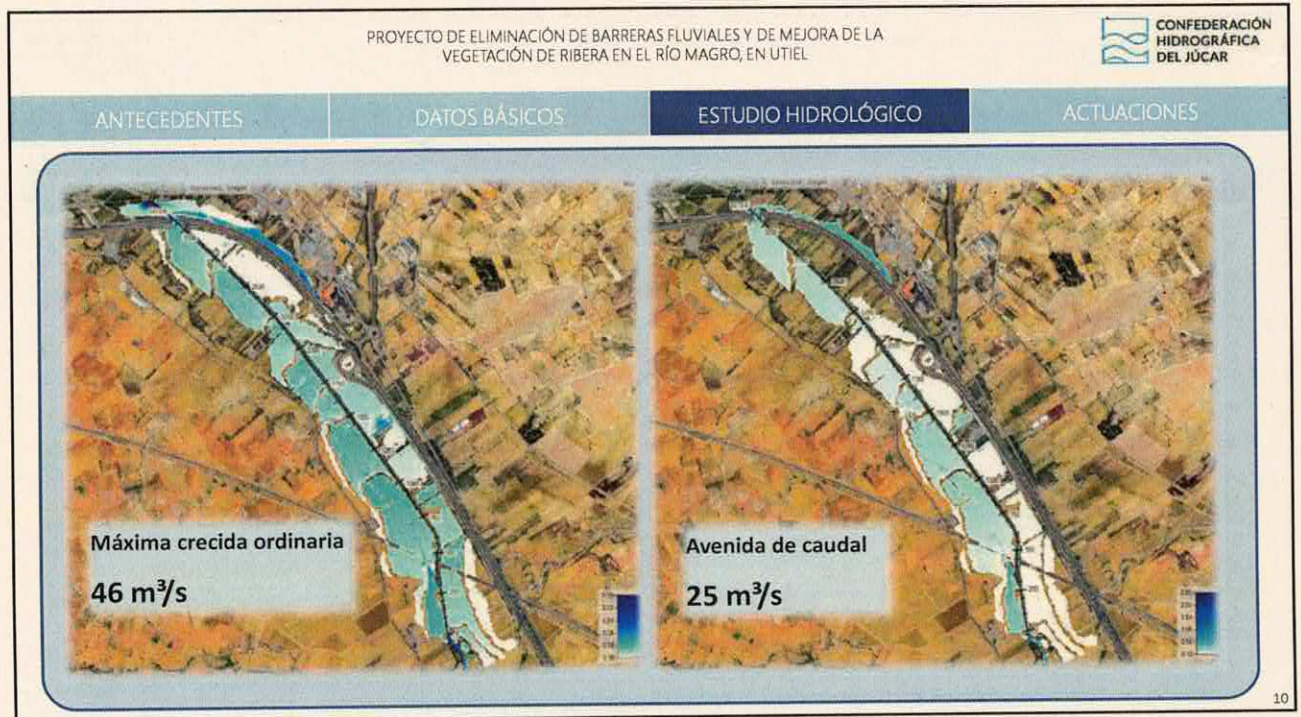 PROYECTO DE ELIMINACIÓN DE BARRERAS FLUVIALES Y DE MEJORA DE LA
VEGETACIÓN DE RIBERA EN EL RÍO MAGRO, EN UTIEL
CONFEDERACIÓN
HIDROGRÁFICA
DEL JÚCAR
ANTECEDENTES
DATOS BÁSICOS
ESTUDIO HIDROLÓGICO
ACTUACIONES
Máxima crecida ordinaria
46 m³/s
Avenida de caudal
25 m³/s
10